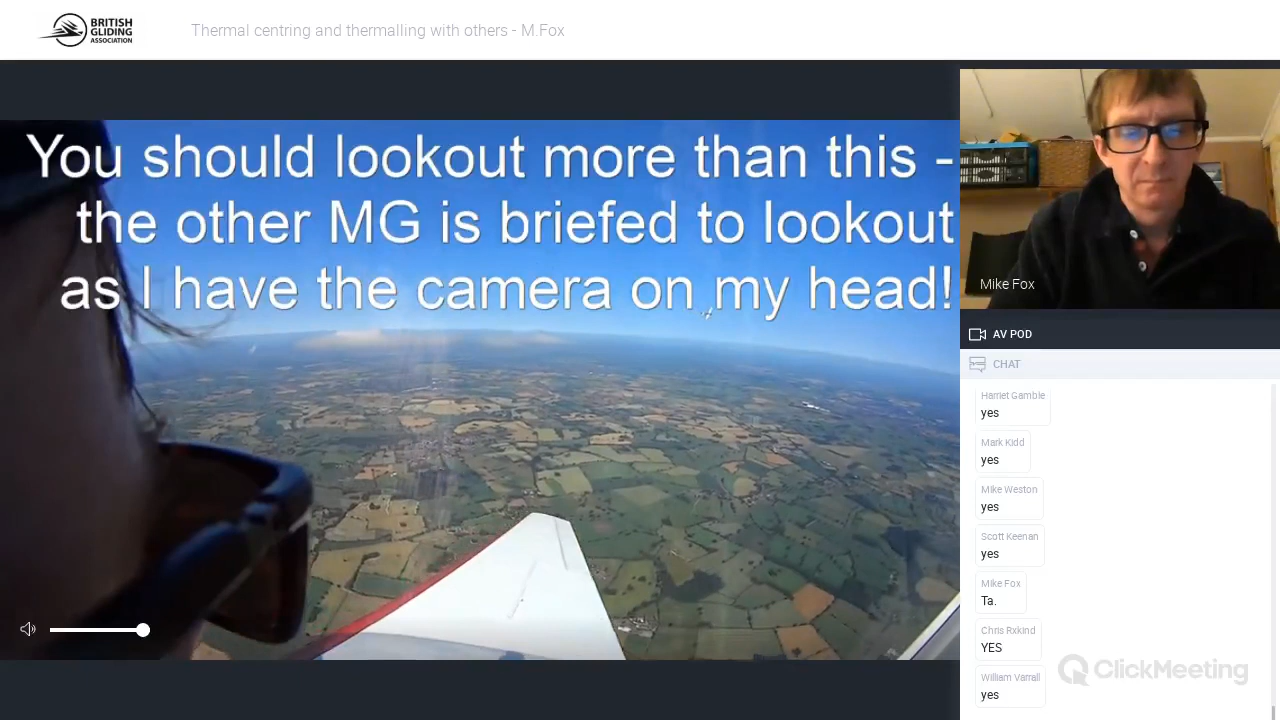 BRITISH
GLIDING
ASSOCIATION
Thermal centring and thermalling with others - M.Fox
You should lookout more than this -
the other MG is briefed to lookout
as I have the camera on my head!
Mike Fox
AV POD
CHAT
Harriet Gamble
yes
Mark Kidd
yes
Mike Weston
yes
Scott Keenan
yes
Mike Fox
Ta.
Chris Rxkind
YES
William Varrall
yes
ClickMeeting